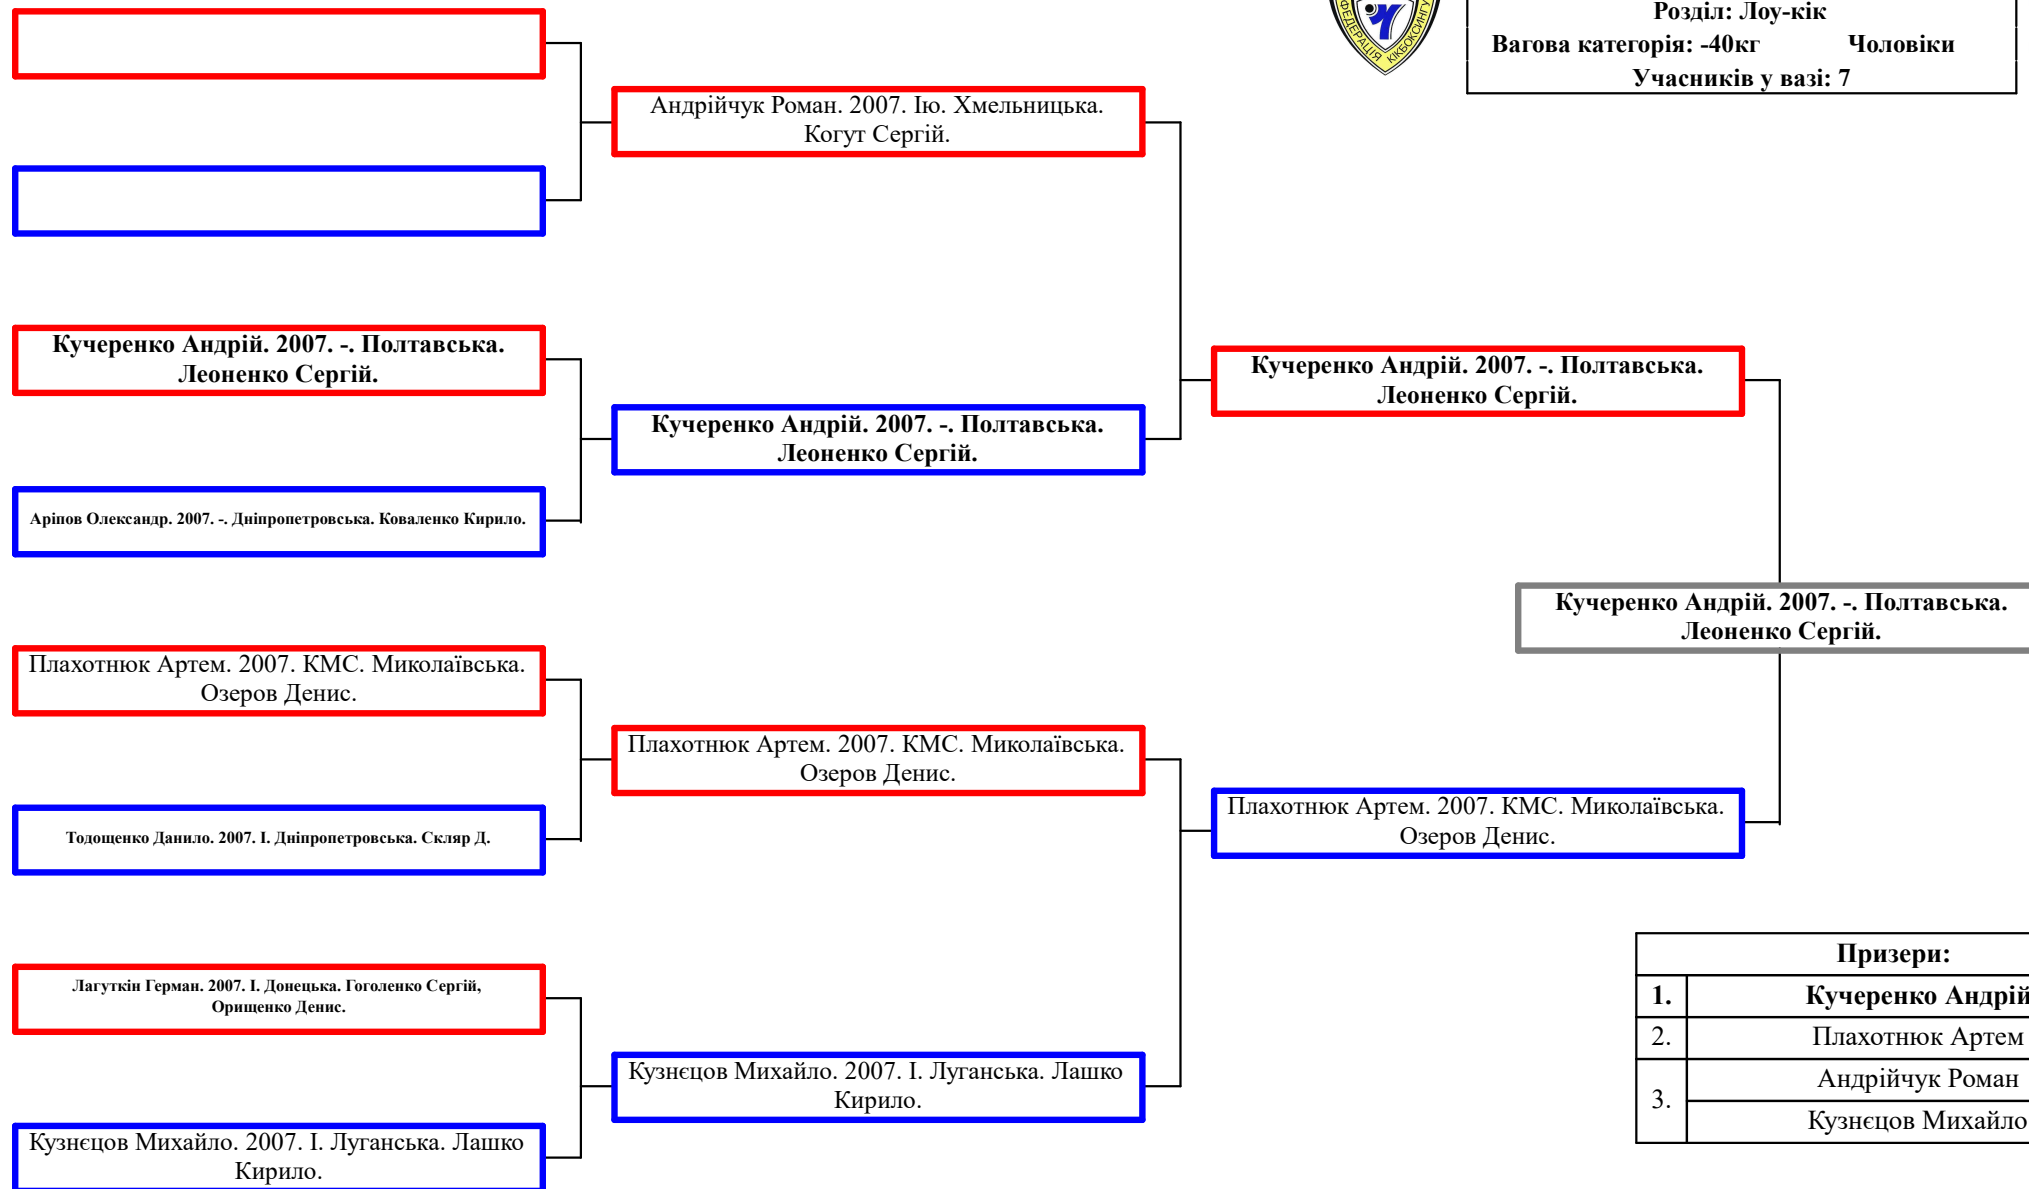 ФЕДЕРАЦІЯ КІКБОКСИНГУ
Розділ: Лоу-кік
Вагова категорія: -40кг Чоловіки
Учасників у вазі: 7
Андрійчук Роман. 2007. Ію. Хмельницька.
Когут Сергій.
Кучеренко Андрій. 2007. -. Полтавська.
Леоненко Сергій.
Кучеренко Андрій. 2007. -. Полтавська.
Леоненко Сергій.
Кучеренко Андрій. 2007. -. Полтавська.
Леоненко Сергій.
Аріпов Олександр. 2007. -. Дніпропетровська. Коваленко Кирило.
Кучеренко Андрій. 2007. -. Полтавська.
Леоненко Сергій.
Плахотнюк Артем. 2007. КМС. Миколаївська.
Озеров Денис.
Плахотнюк Артем. 2007. КМС. Миколаївська.
Озеров Денис.
Плахотнюк Артем. 2007. КМС. Миколаївська.
Озеров Денис.
Тодощенко Данило. 2007. І. Дніпропетровська. Скляр Д.
Лагуткін Герман. 2007. І. Донецька. Гоголенко Сергій,
Орищенко Денис.
Кузнєцов Михайло. 2007. І. Луганська. Лашко
Кирило.
Кузнєцов Михайло. 2007. І. Луганська. Лашко
Кирило.
Призери:
1. Кучеренко Андрій
2. Плахотнюк Артем
3. Андрійчук Роман
Кузнєцов Михайло